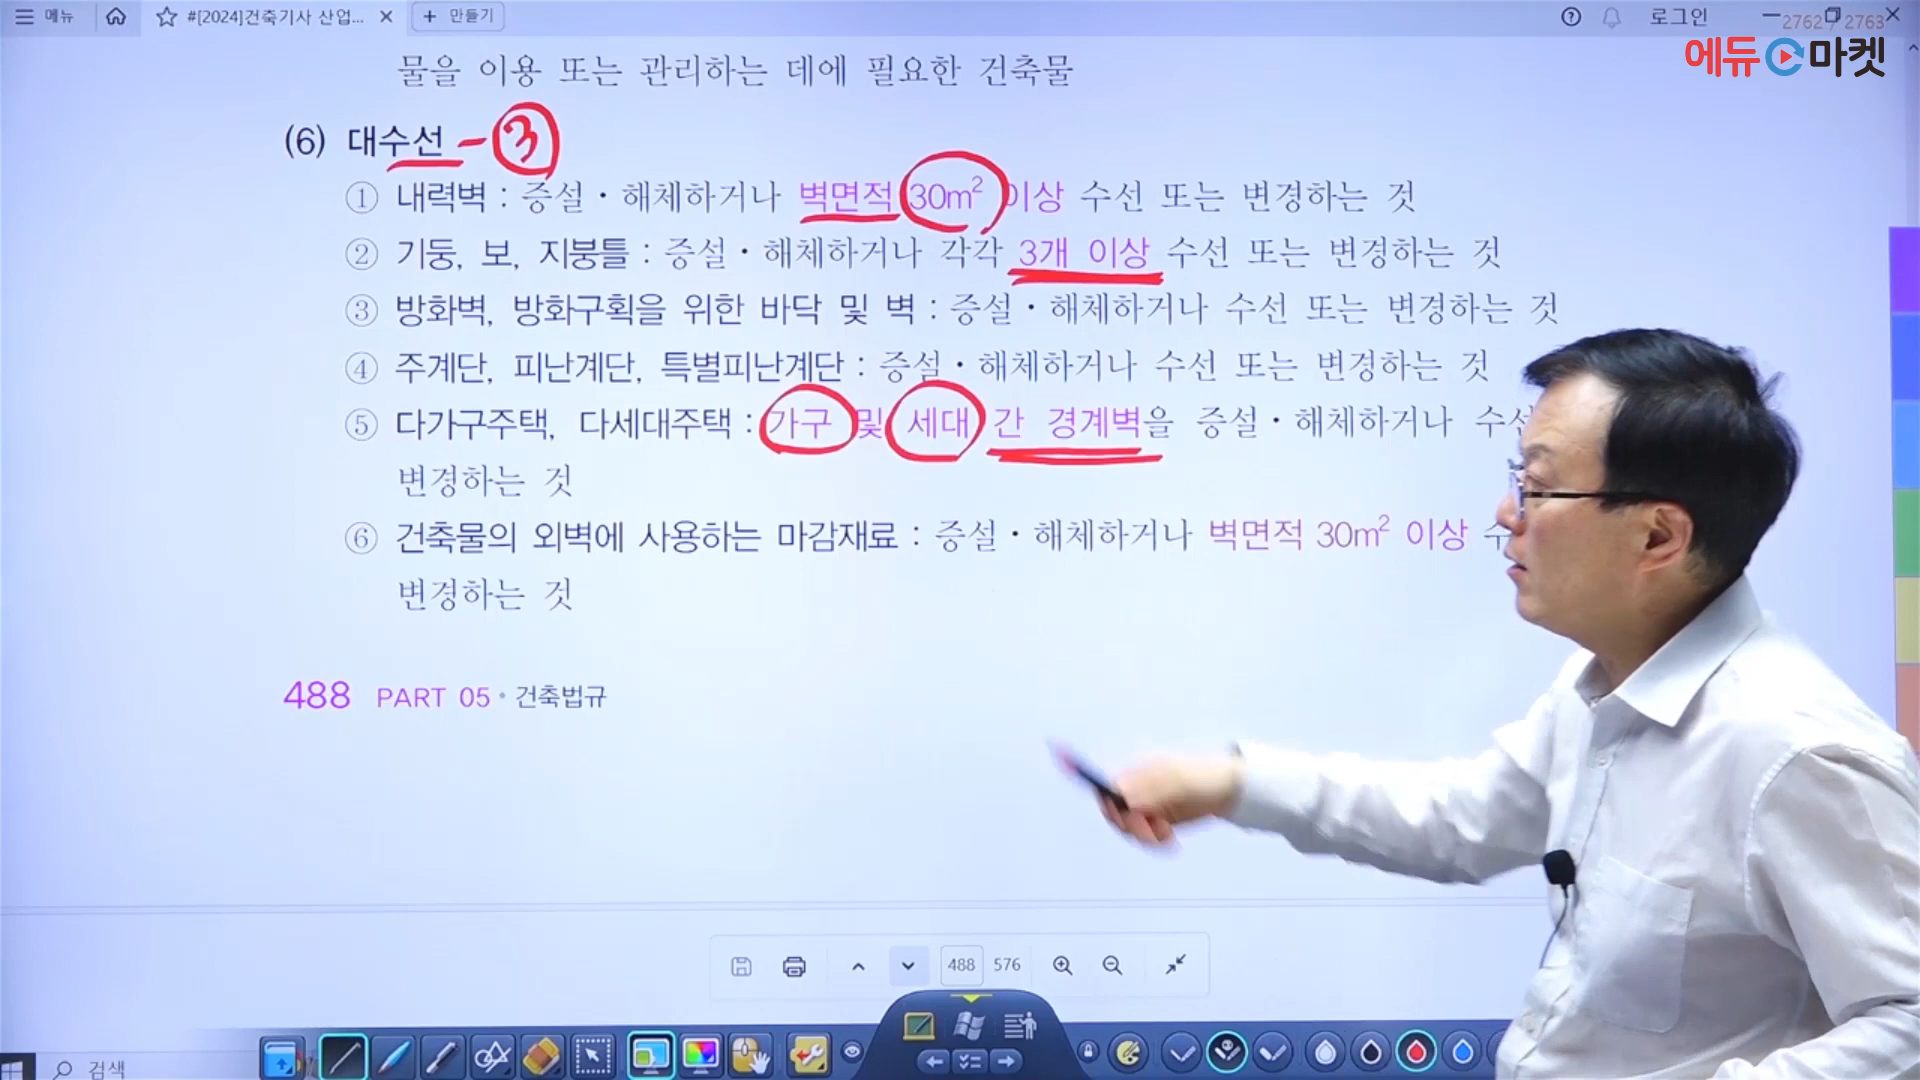 메뉴
#[2024]건축기사 산업...
+ 만들기
로그인
2762 / 2763
에듀마켓
물을 이용 또는 관리하는 데에 필요한 건축물
(6) 대수선 - ③
① 내력벽 : 증설·해체하거나 벽면적 30m² 이상 수선 또는 변경하는 것
② 기둥, 보, 지붕틀 : 증설·해체하거나 각각 3개 이상 수선 또는 변경하는 것
③ 방화벽, 방화구획을 위한 바닥 및 벽 : 증설·해체하거나 수선 또는 변경하는 것
④ 주계단, 피난계단, 특별피난계단 : 증설·해체하거나 수선 또는 변경하는 것
⑤ 다가구주택, 다세대주택 : 가구 및 세대 간 경계벽을 증설·해체하거나 수선
변경하는 것
⑥ 건축물의 외벽에 사용하는 마감재료 : 증설·해체하거나 벽면적 30m² 이상
변경하는 것
488 PART 05 · 건축법규
488 576
검색